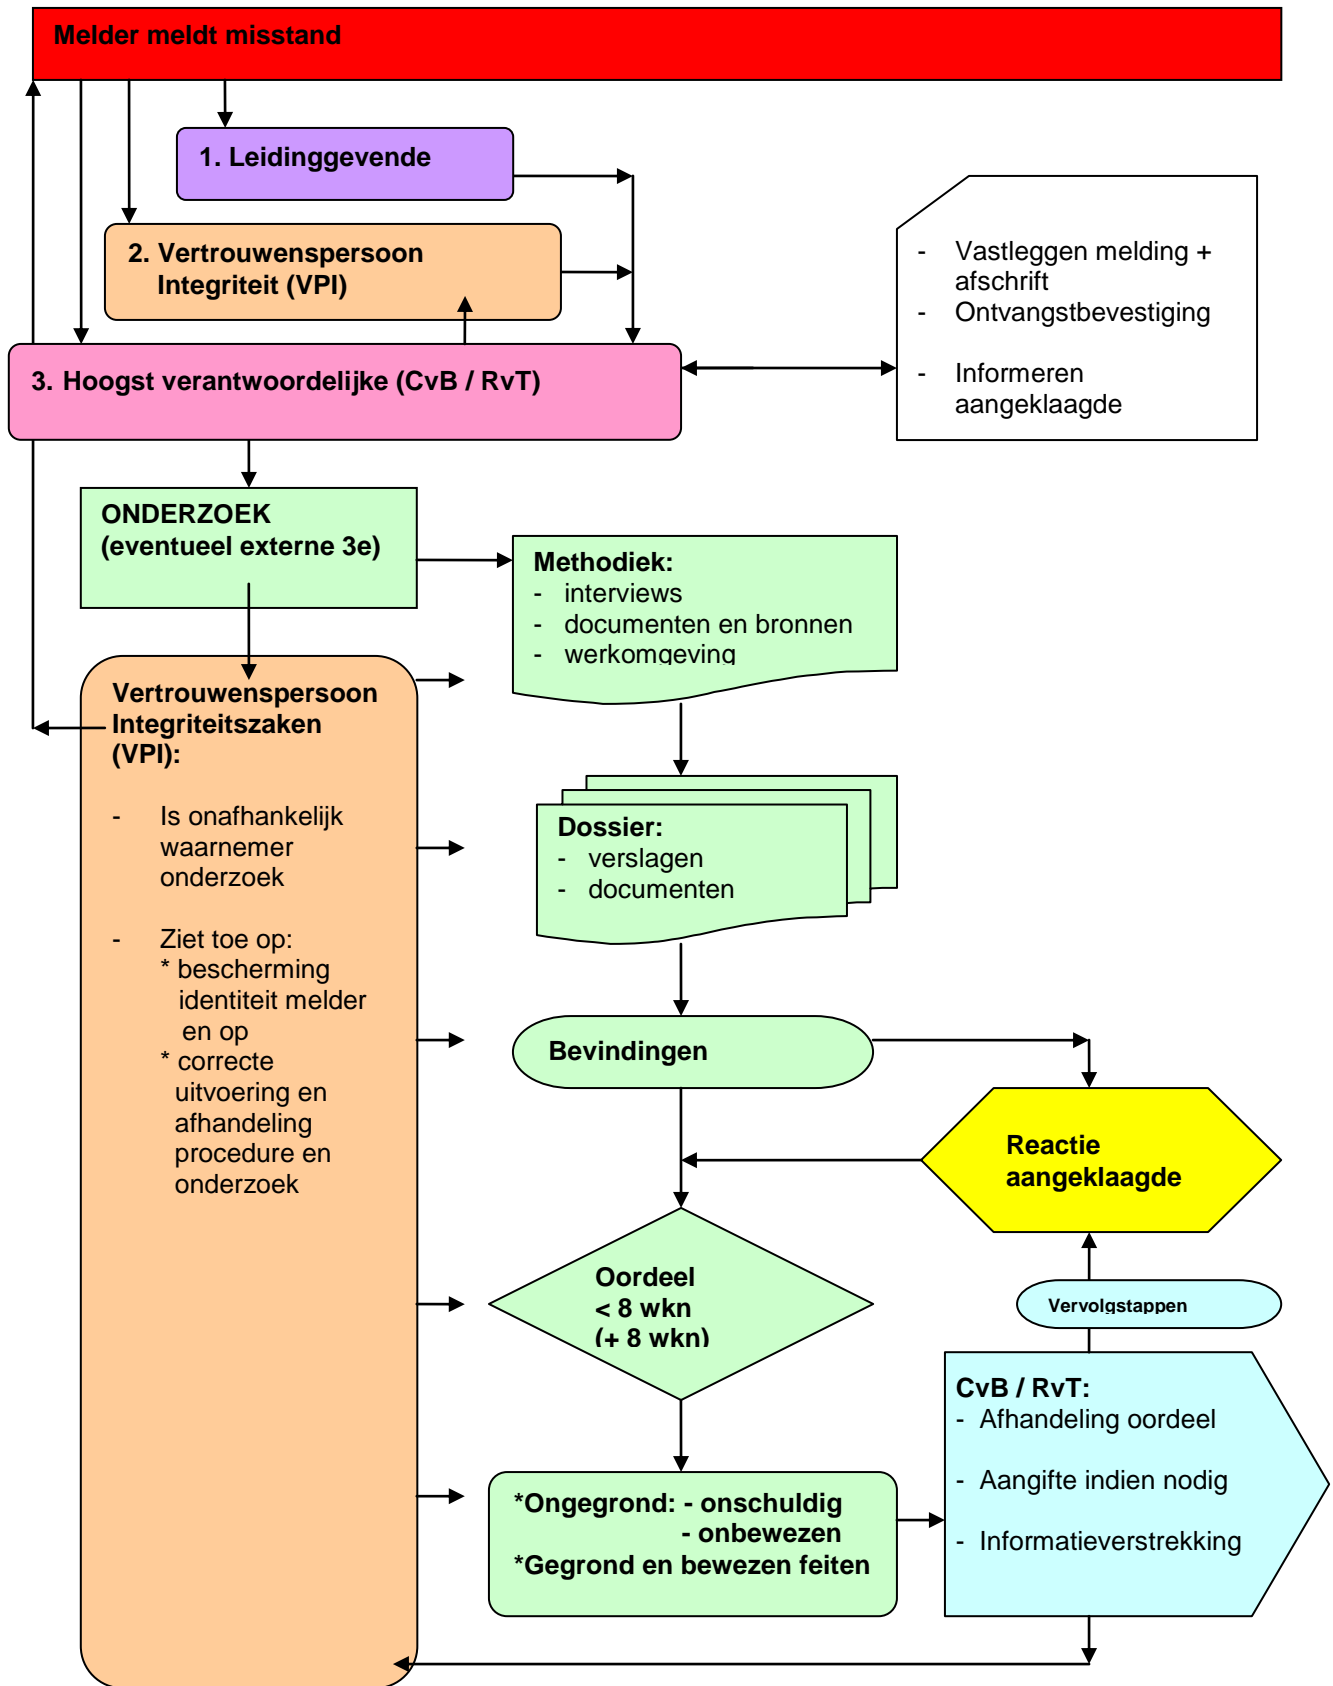 Melder meldt misstand
1. Leidinggevende
2. Vertrouwenspersoon
Integriteit (VPI)
- Vastleggen melding +
afschrift
- Ontvangstbevestiging
- Informeren
aangeklaagde
3. Hoogst verantwoordelijke (CvB / RvT)
ONDERZOEK
(eventueel externe 3e)
Methodiek:
- interviews
- documenten en bronnen
- werkomgeving
Vertrouwenspersoon
Integriteitszaken
(VPI):
- Is onafhankelijk
waarnemer
onderzoek
- Ziet toe op:
* bescherming
identiteit melder
en op
* correcte
uitvoering en
afhandeling
procedure en
onderzoek
Dossier:
- verslagen
- documenten
Bevindingen
Reactie
aangeklaagde
Oordeel
< 8 wkn
(+ 8 wkn)
Vervolgstappen
CvB / RvT:
- Afhandeling oordeel
- Aangifte indien nodig
- Informatieverstrekking
*Ongegrond: - onschuldig
- onbewezen
*Gegrond en bewezen feiten